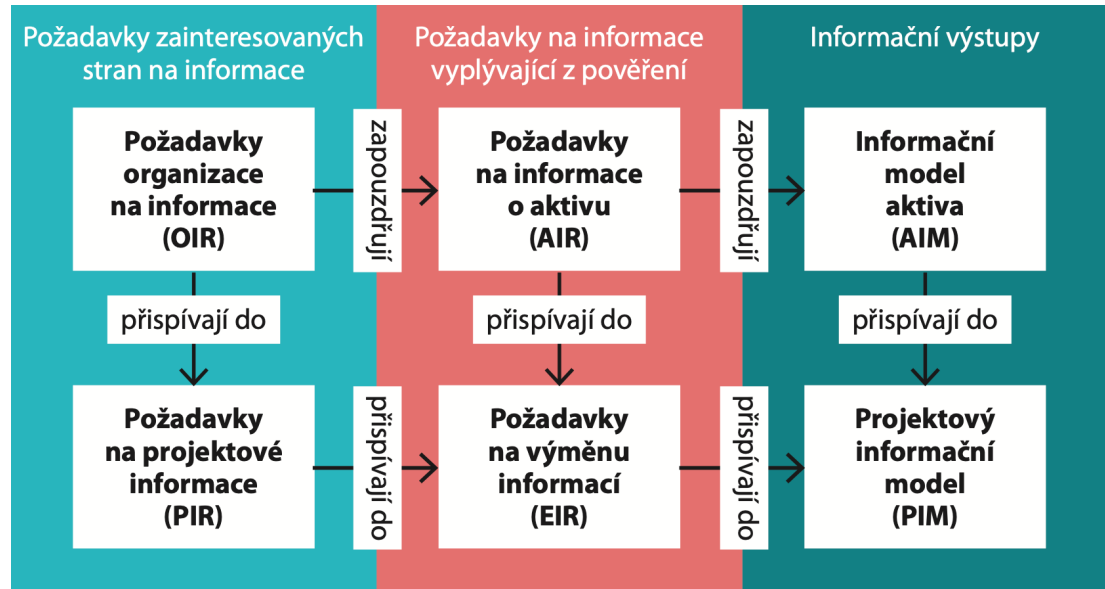 Požadavky zainteresovaných
stran na informace
Požadavky na informace
vyplývající z pověření
Informační výstupy
Požadavky
organizace
na informace
(OIR)
zapouzdřují
Požadavky
na informace
o aktivu
(AIR)
zapouzdřují
Informační
model
aktiva
(AIM)
přispívají do
přispívají do
přispívají do
Požadavky
na projektové
informace
(PIR)
přispívají do
Požadavky
na výměnu
informací
(EIR)
přispívají do
Projektový
informační
model
(PIM)